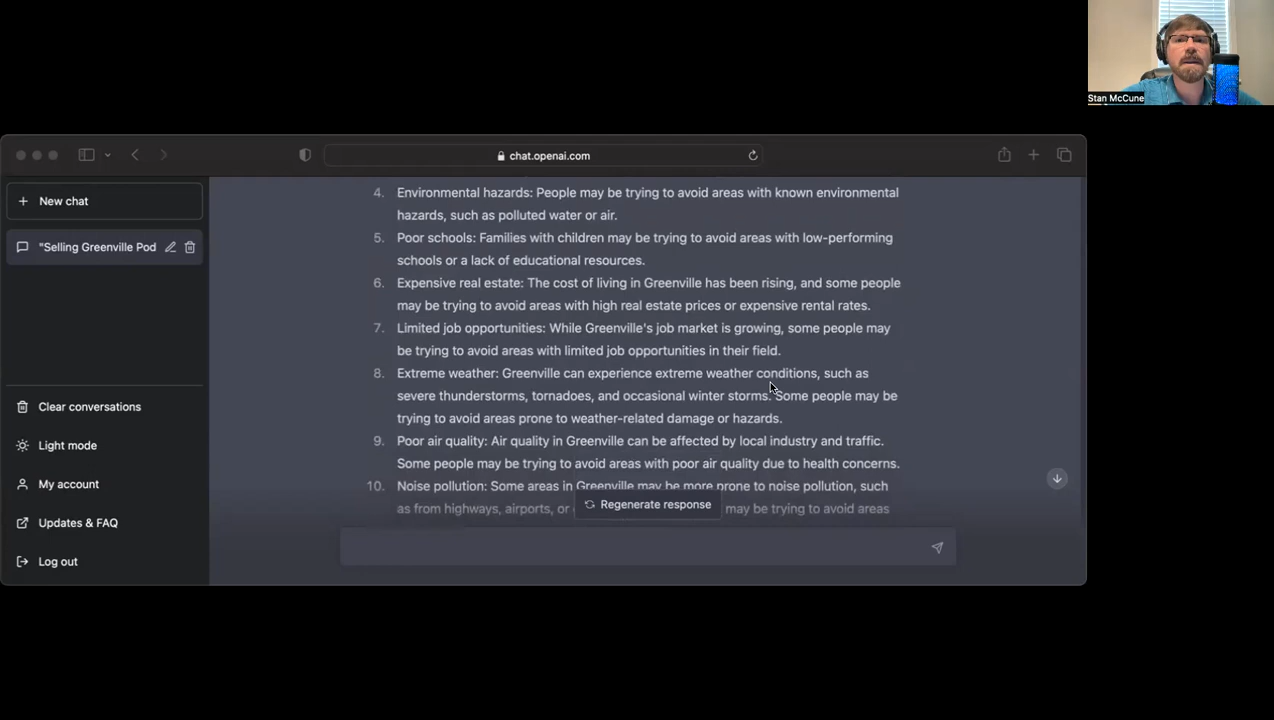 Stan McCune
chat.openai.com
New chat
"Selling Greenville Pod
Clear conversations
Light mode
My account
Updates & FAQ
Log out
4. Environmental hazards: People may be trying to avoid areas with known environmental
hazards, such as polluted water or air.
5. Poor schools: Families with children may be trying to avoid areas with low-performing
schools or a lack of educational resources.
6. Expensive real estate: The cost of living in Greenville has been rising, and some people
may be trying to avoid areas with high real estate prices or expensive rental rates.
7. Limited job opportunities: While Greenville's job market is growing, some people may
be trying to avoid areas with limited job opportunities in their field.
8. Extreme weather: Greenville can experience extreme weather conditions, such as
severe thunderstorms, tornadoes, and occasional winter storms. Some people may be
trying to avoid areas prone to weather-related damage or hazards.
9. Poor air quality: Air quality in Greenville can be affected by local industry and traffic.
Some people may be trying to avoid areas with poor air quality due to health concerns.
10. Noise pollution: Some areas in Greenville may be more prone to noise pollution, such
as from highways, airports, or may be trying to avoid areas
Regenerate response